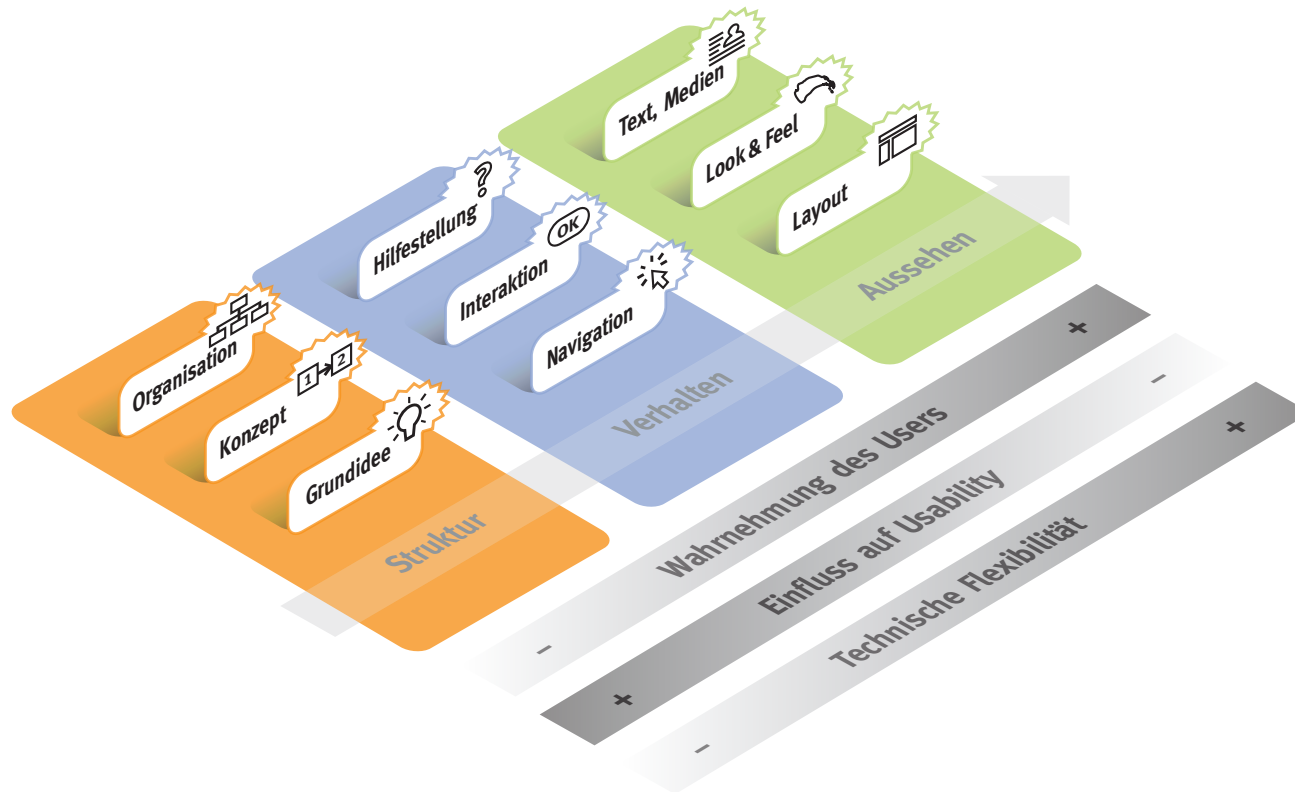 Text, Medien
Look & Feel
Layout
Aussehen
Hilfestellung
?
Interaktion
OK
Navigation
Verhalten
Organisation
Konzept
1
2
Grundidee
Struktur
+
Wahrnehmung des Users
–
–
Einfluss auf Usability
+
+
Technische Flexibilität
–